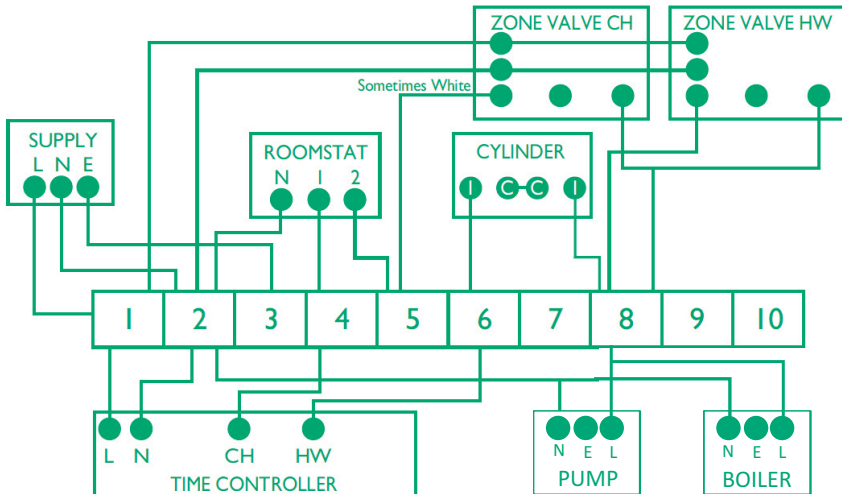 ZONE VALVE CH
ZONE VALVE HW
Sometimes White
SUPPLY
L N E
ROOMSTAT
N 1 2
CYLINDER
1 C C 1
1 2 3 4 5 6 7 8 9 10
L N CH HW
TIME CONTROLLER
N E L
PUMP
N E L
BOILER